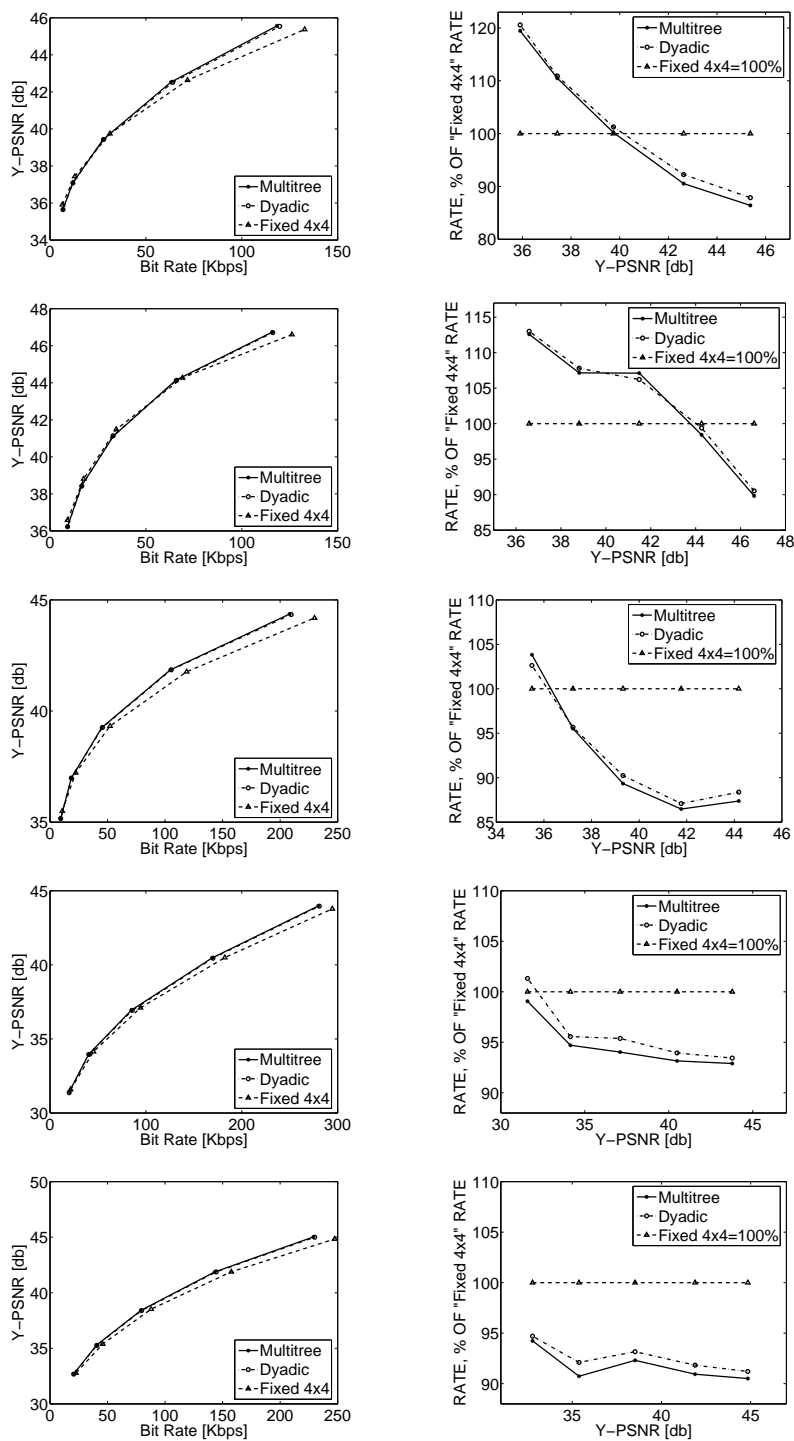 46
44
42
40
38
36
34
0 50 100 150
Y−PSNR [db]
Bit Rate [Kbps]
Multitree
Dyadic
Fixed 4x4
120
110
100
90
80
36 38 40 42 44 46
RATE, % OF "Fixed 4x4" RATE
Y−PSNR [db]
Multitree
Dyadic
Fixed 4x4=100%
48
46
44
42
40
38
36
0 50 100 150
Y−PSNR [db]
Bit Rate [Kbps]
Multitree
Dyadic
Fixed 4x4
115
110
105
100
95
90
85
36 38 40 42 44 46 48
RATE, % OF "Fixed 4x4" RATE
Y−PSNR [db]
Multitree
Dyadic
Fixed 4x4=100%
45
40
35
0 50 100 150 200 250
Y−PSNR [db]
Bit Rate [Kbps]
Multitree
Dyadic
Fixed 4x4
110
105
100
95
90
85
34 36 38 40 42 44 46
RATE, % OF "Fixed 4x4" RATE
Y−PSNR [db]
Multitree
Dyadic
Fixed 4x4=100%
45
40
35
30
0 100 200 300
Y−PSNR [db]
Bit Rate [Kbps]
Multitree
Dyadic
Fixed 4x4
110
105
100
95
90
30 35 40 45
RATE, % OF "Fixed 4x4" RATE
Y−PSNR [db]
Multitree
Dyadic
Fixed 4x4=100%
50
45
40
35
30
0 50 100 150 200 250
Y−PSNR [db]
Bit Rate [Kbps]
Multitree
Dyadic
Fixed 4x4
110
105
100
95
90
35 40 45
RATE, % OF "Fixed 4x4" RATE
Y−PSNR [db]
Multitree
Dyadic
Fixed 4x4=100%